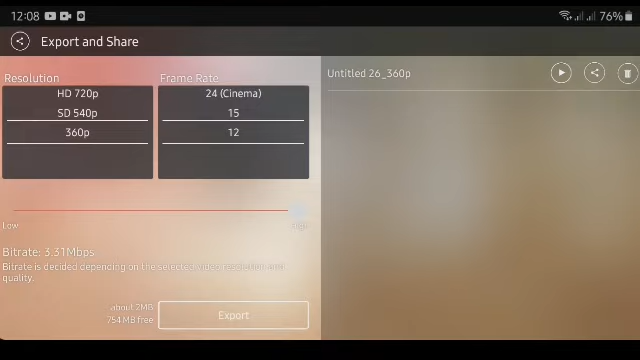 12:08
76%
Export and Share
Resolution
Frame Rate
HD 720p
24 (Cinema)
SD 540p
15
360p
12
Low
High
Bitrate: 3.31Mbps
Bitrate is decided depending on the selected video resolution and
quality.
about 2MB
754 MB free
Export
Untitled 26_360p